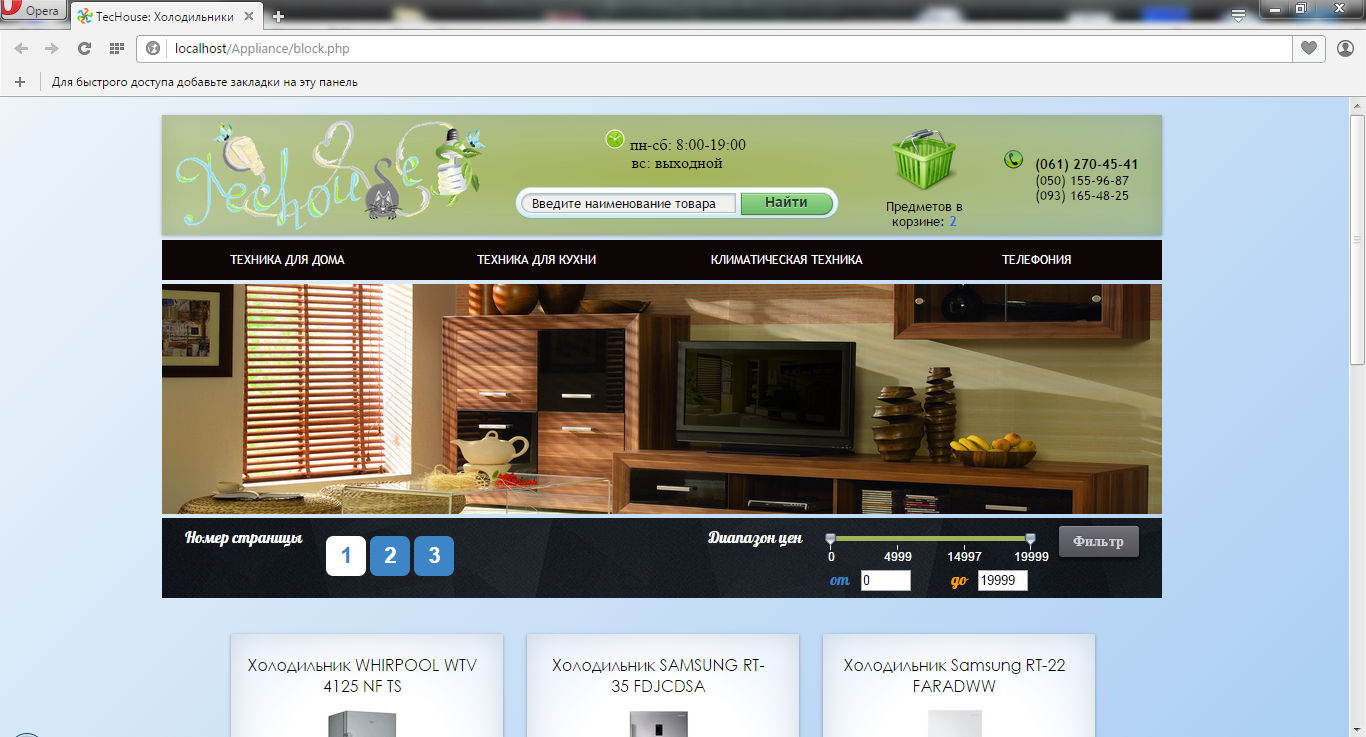 Opera
TecHouse: Холодильники
localhost/Appliance/block.php
Для быстрого доступа добавьте закладки на эту панель
Techouse
пн-сб: 8:00-19:00
вс: выходной
Введите наименование товара
Найти
Предметов в
корзине: 2
(061) 270-45-41
(050) 155-96-87
(093) 165-48-25
ТЕХНИКА ДЛЯ ДОМА
ТЕХНИКА ДЛЯ КУХНИ
КЛИМАТИЧЕСКАЯ ТЕХНИКА
ТЕЛЕФОНИЯ
Номер страницы
1 2 3
Диапазон цен
0 4999 14997 19999
от 0 до 19999
Фильтр
Холодильник WHIRPOOL WTV
4125 NF TS
Холодильник SAMSUNG RT-
35 FDJCDSA
Холодильник Samsung RT-22
FARADWW